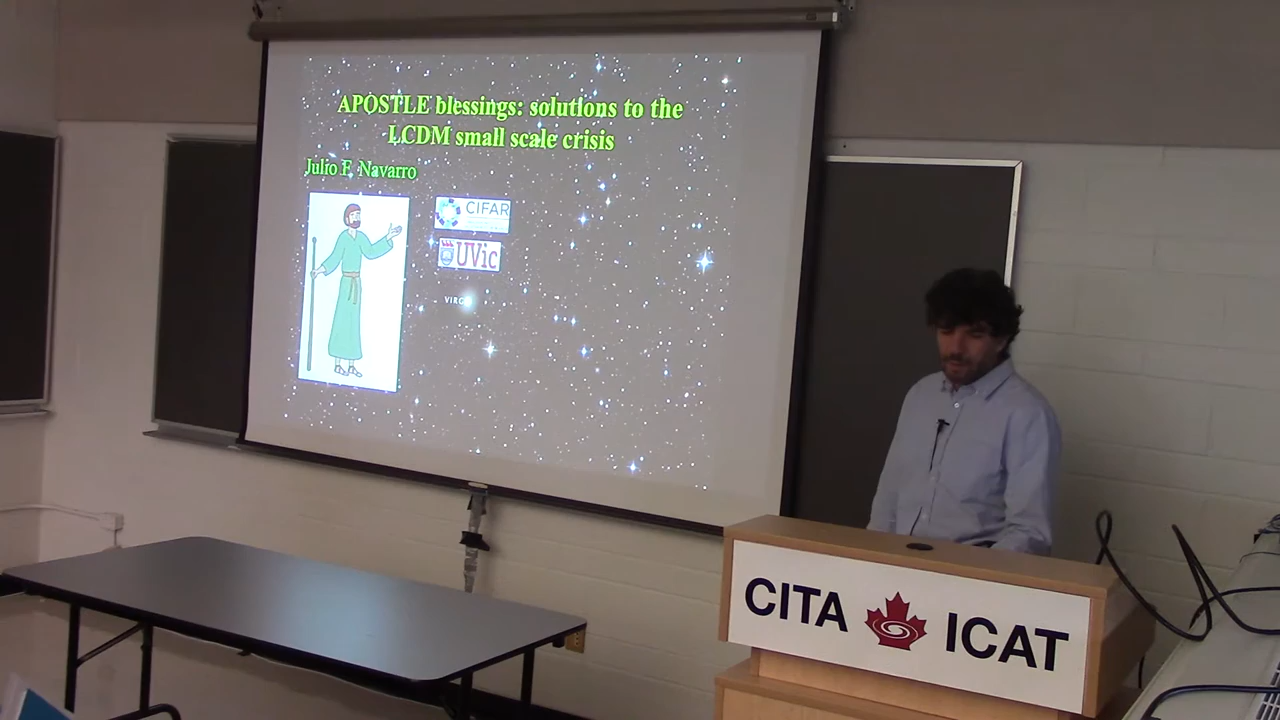 APOSTLE blessings: solutions to the
LCDM small scale crisis
Julio F. Navarro
CIFAR
UVic
CITA ICAT